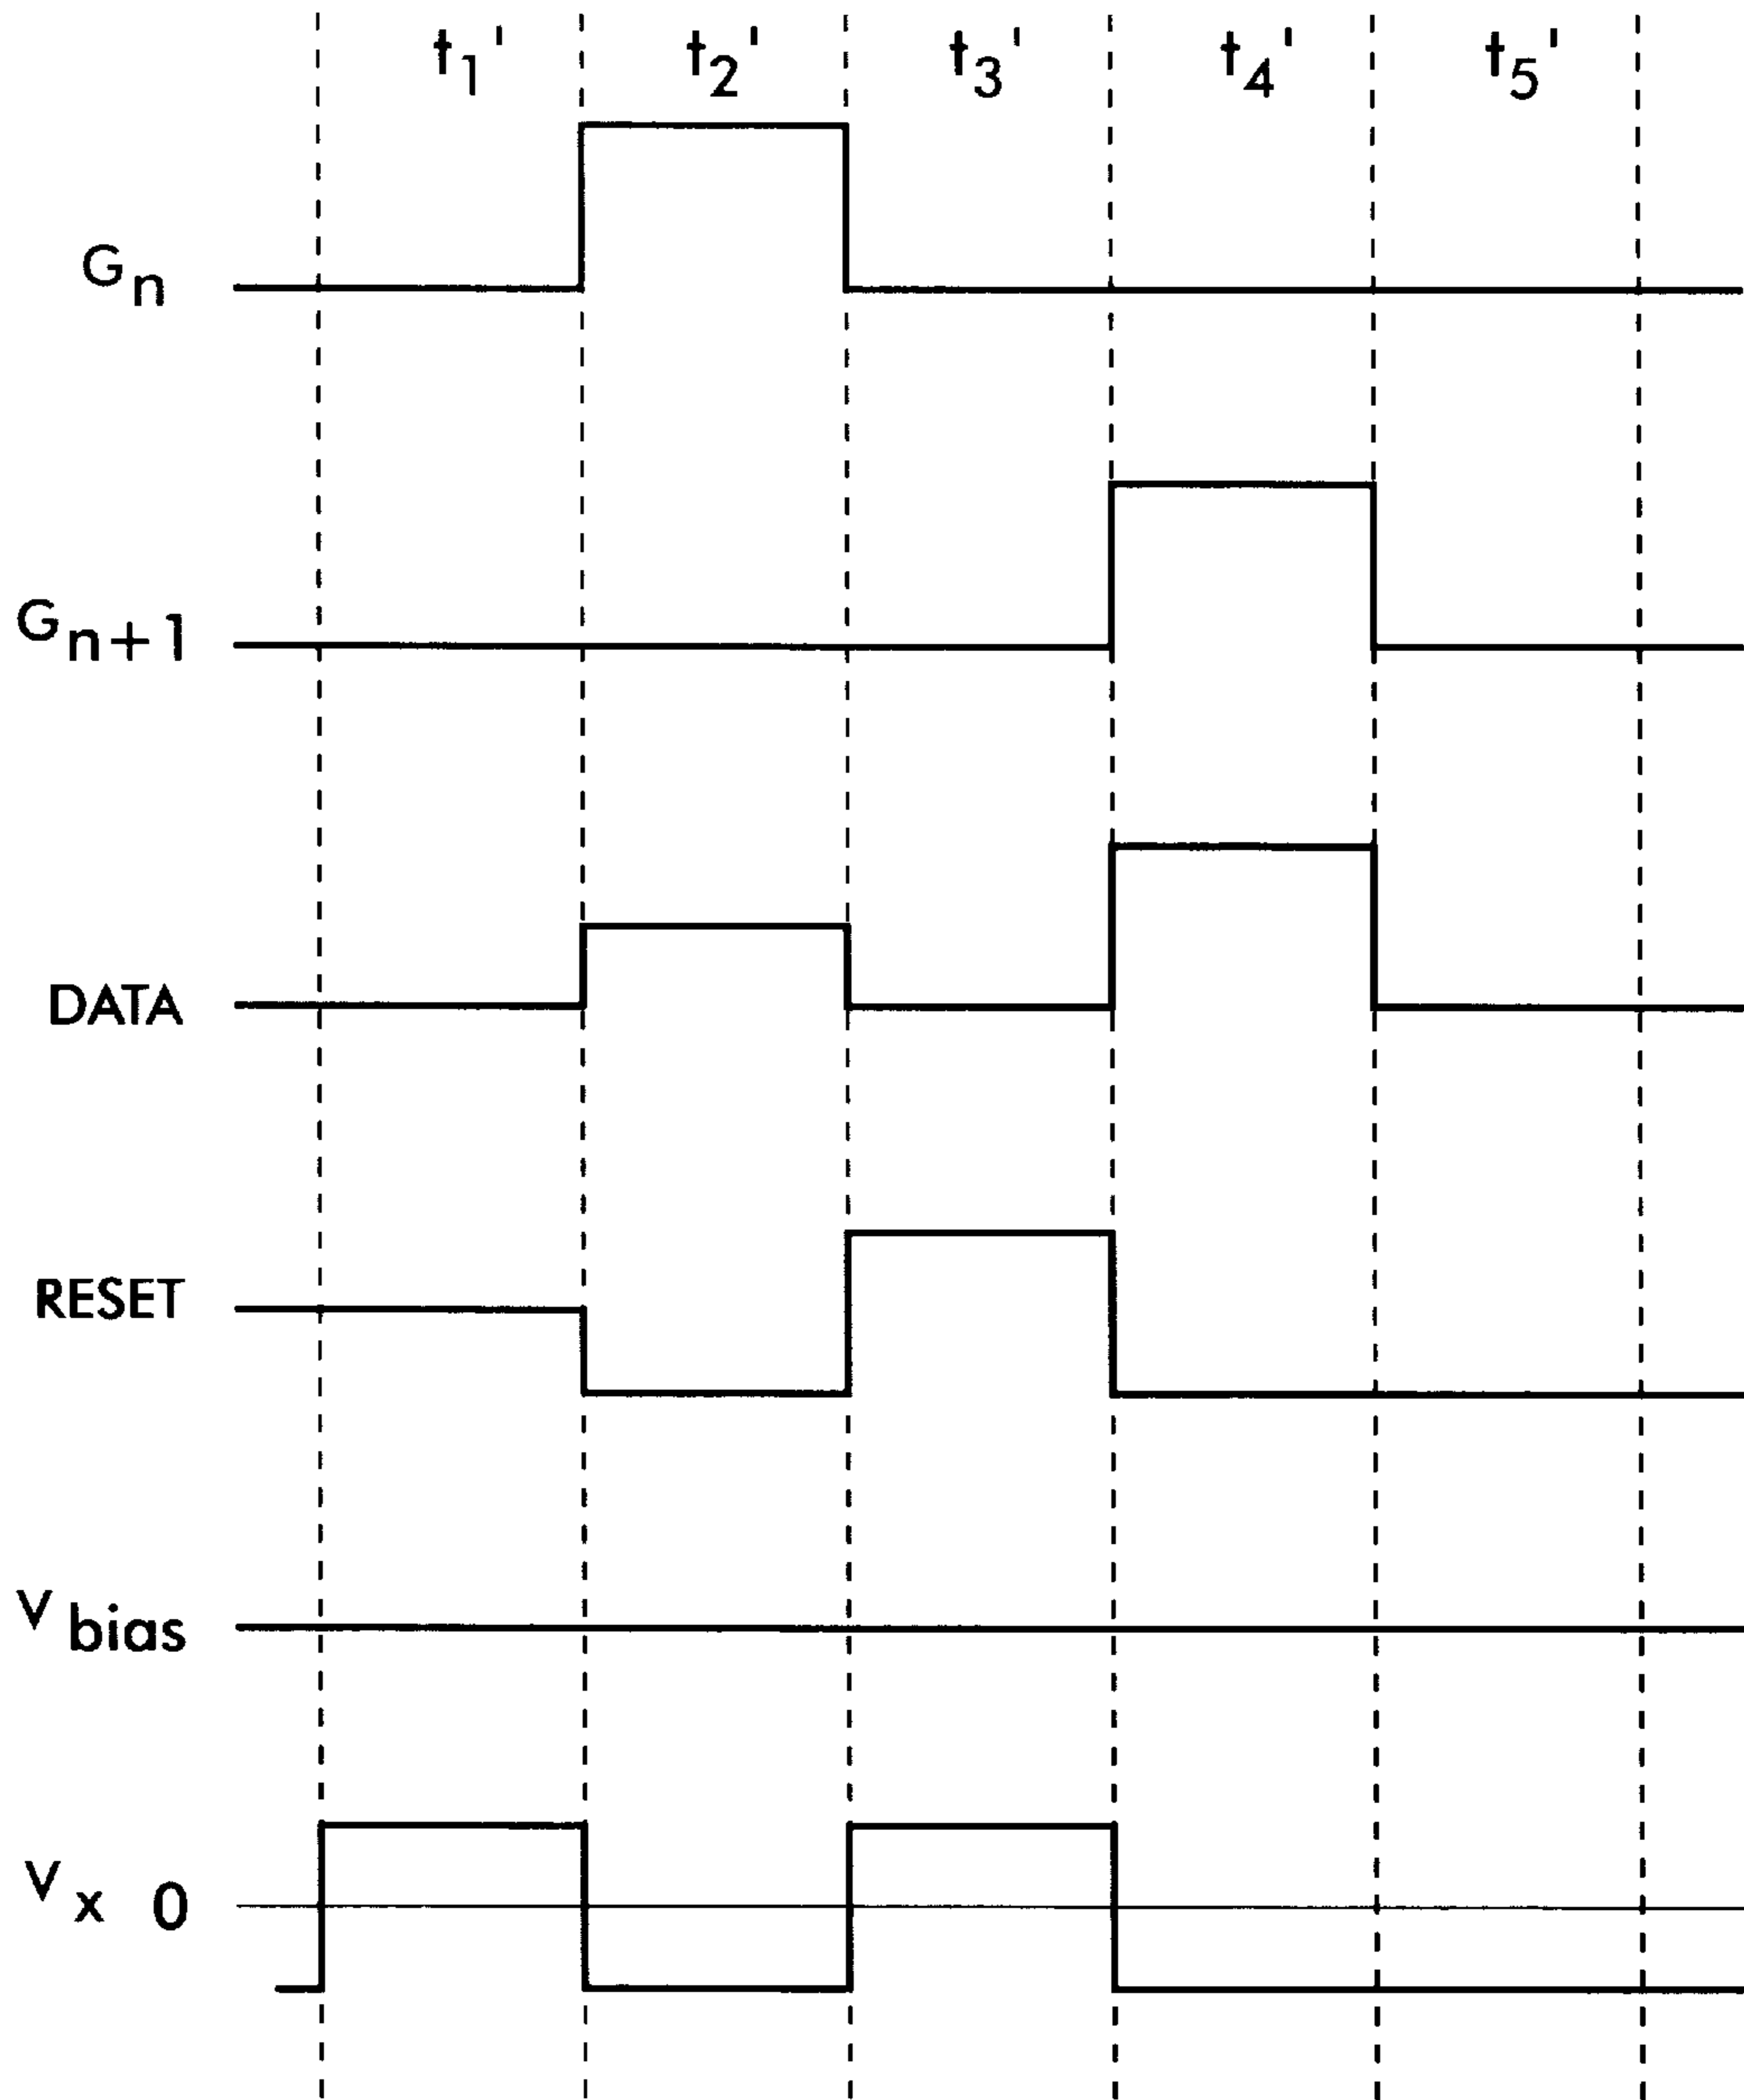 t1' t2' t3' t4' t5'
Gn
Gn+1
DATA
RESET
Vbias
Vx 0